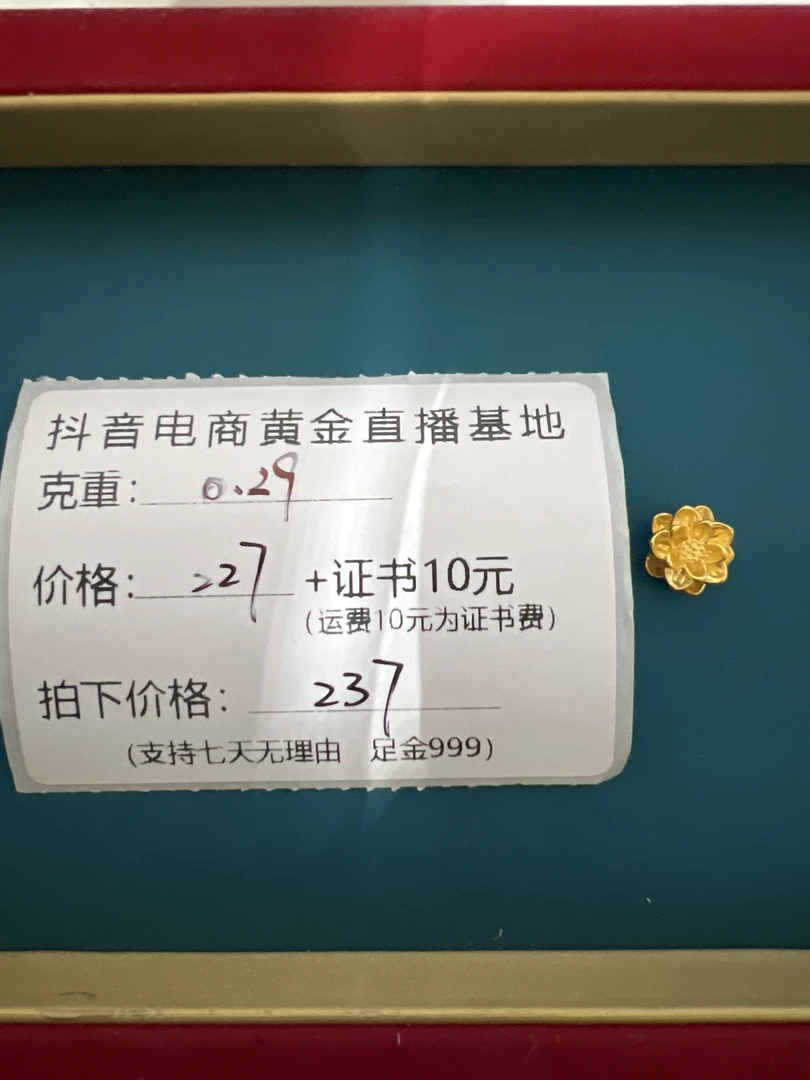 抖音电商黄金直播基地
克重：0.29
价格：227 +证书10元
（运费10元为证书费）
拍下价格：237
（支持七天无理由 足金999）